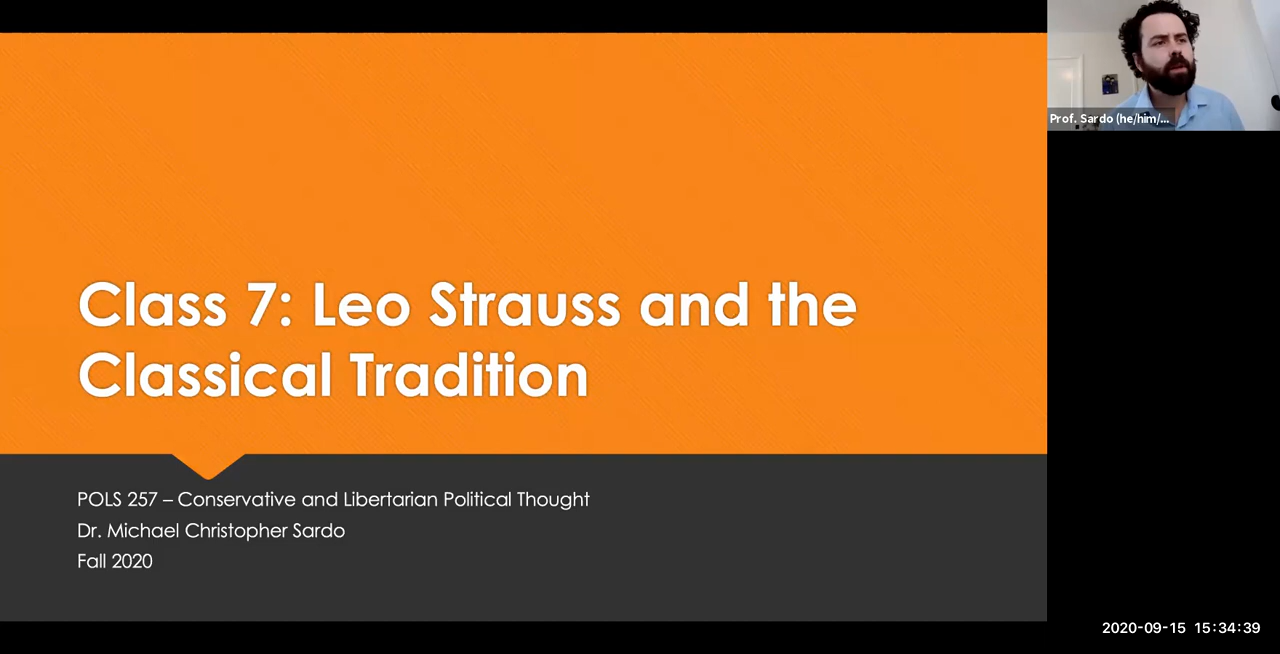 Class 7: Leo Strauss and the
Classical Tradition
POLS 257 – Conservative and Libertarian Political Thought
Dr. Michael Christopher Sardo
Fall 2020
Prof. Sardo (he/him/...
2020-09-15 15:34:39